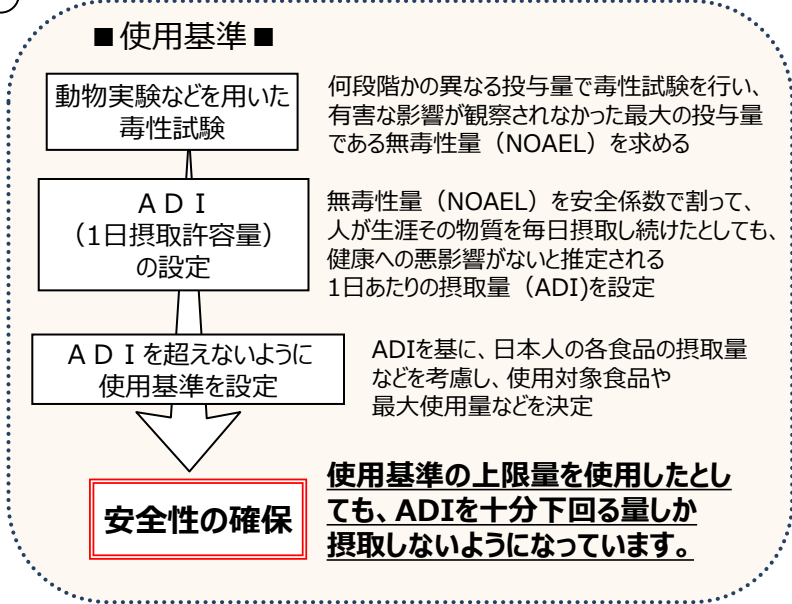 ■使用基準■
動物実験などを用いた
毒性試験
何段階かの異なる投与量で毒性試験を行い、
有害な影響が観察されなかった最大の投与量
である無毒性量（NOAEL）を求める
ＡＤＩ
（1日摂取許容量）
の設定
無毒性量（NOAEL）を安全係数で割って、
人が生涯その物質を毎日摂取し続けたとしても、
健康への悪影響がないと推定される
1日あたりの摂取量（ADI)を設定
ＡＤＩを超えないように
使用基準を設定
ADIを基に、日本人の各食品の摂取量
などを考慮し、使用対象食品や
最大使用量などを決定
安全性の確保
使用基準の上限量を使用したとし
ても、ADIを十分下回る量しか
摂取しないようになっています。